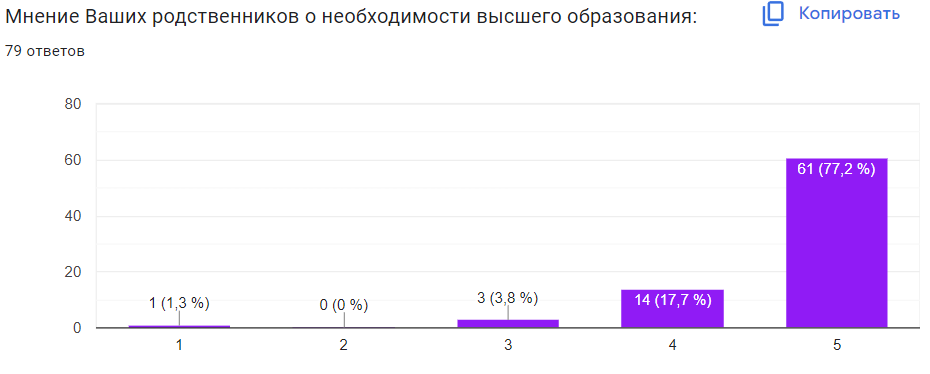 Мнение Ваших родственников о необходимости высшего образования:
Копировать
79 ответов
80
60
40
20
0
1 (1,3 %)
0 (0 %)
3 (3,8 %)
14 (17,7 %)
61 (77,2 %)
1
2
3
4
5